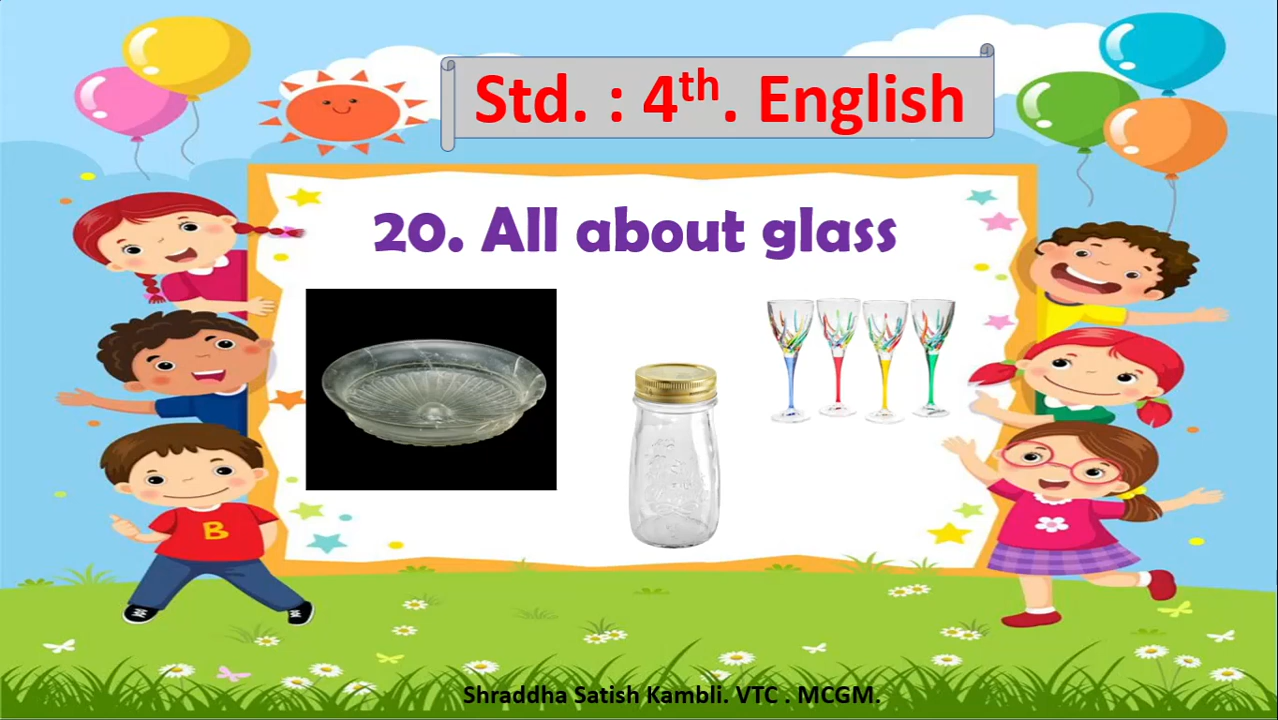 Std. : 4th. English
20. All about glass
B
Shraddha Satish Kambli. VTC . MCGM.